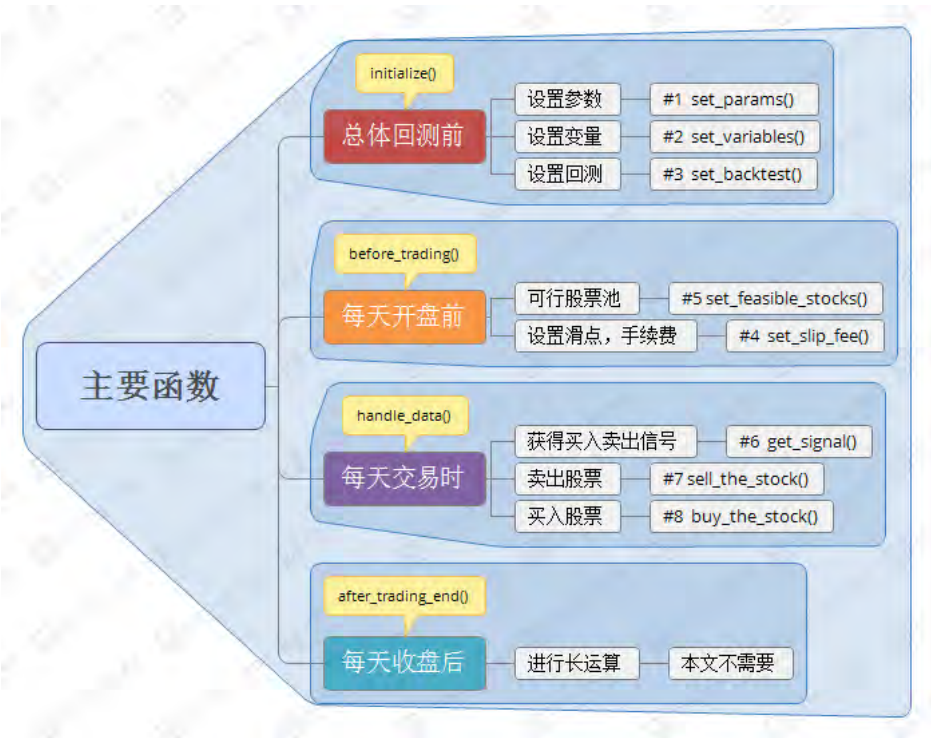 主要函数
initialize()
总体回测前
设置参数
#1 set_params()
设置变量
#2 set_variables()
设置回测
#3 set_backtest()
before_trading()
每天开盘前
可行股票池
#5 set_feasible_stocks()
设置滑点，手续费
#4 set_slip_fee()
handle_data()
每天交易时
获得买入卖出信号
#6 get_signal()
卖出股票
#7 sell_the_stock()
买入股票
#8 buy_the_stock()
after_trading_end()
每天收盘后
进行长运算
本文不需要